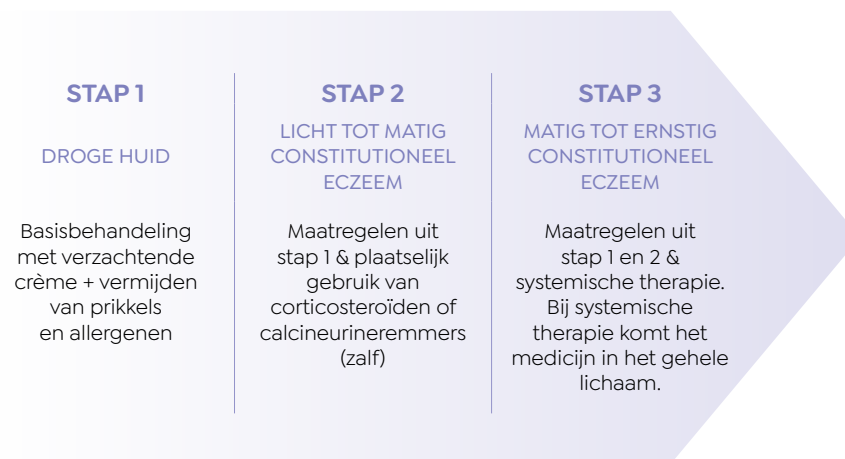 STAP 1
DROGE HUID
Basisbehandeling
met verzachtende
crème + vermijden
van prikkels
en allergenen
STAP 2
LICHT TOT MATIG
CONSTITUTIONEEL
ECZEEM
Maatregelen uit
stap 1 & plaatselijk
gebruik van
corticosteroïden of
calcineurineremmers
(zalf)
STAP 3
MATIG TOT ERNSTIG
CONSTITUTIONEEL
ECZEEM
Maatregelen uit
stap 1 en 2 &
systemische therapie.
Bij systemische
therapie komt het
medicijn in het gehele
lichaam.